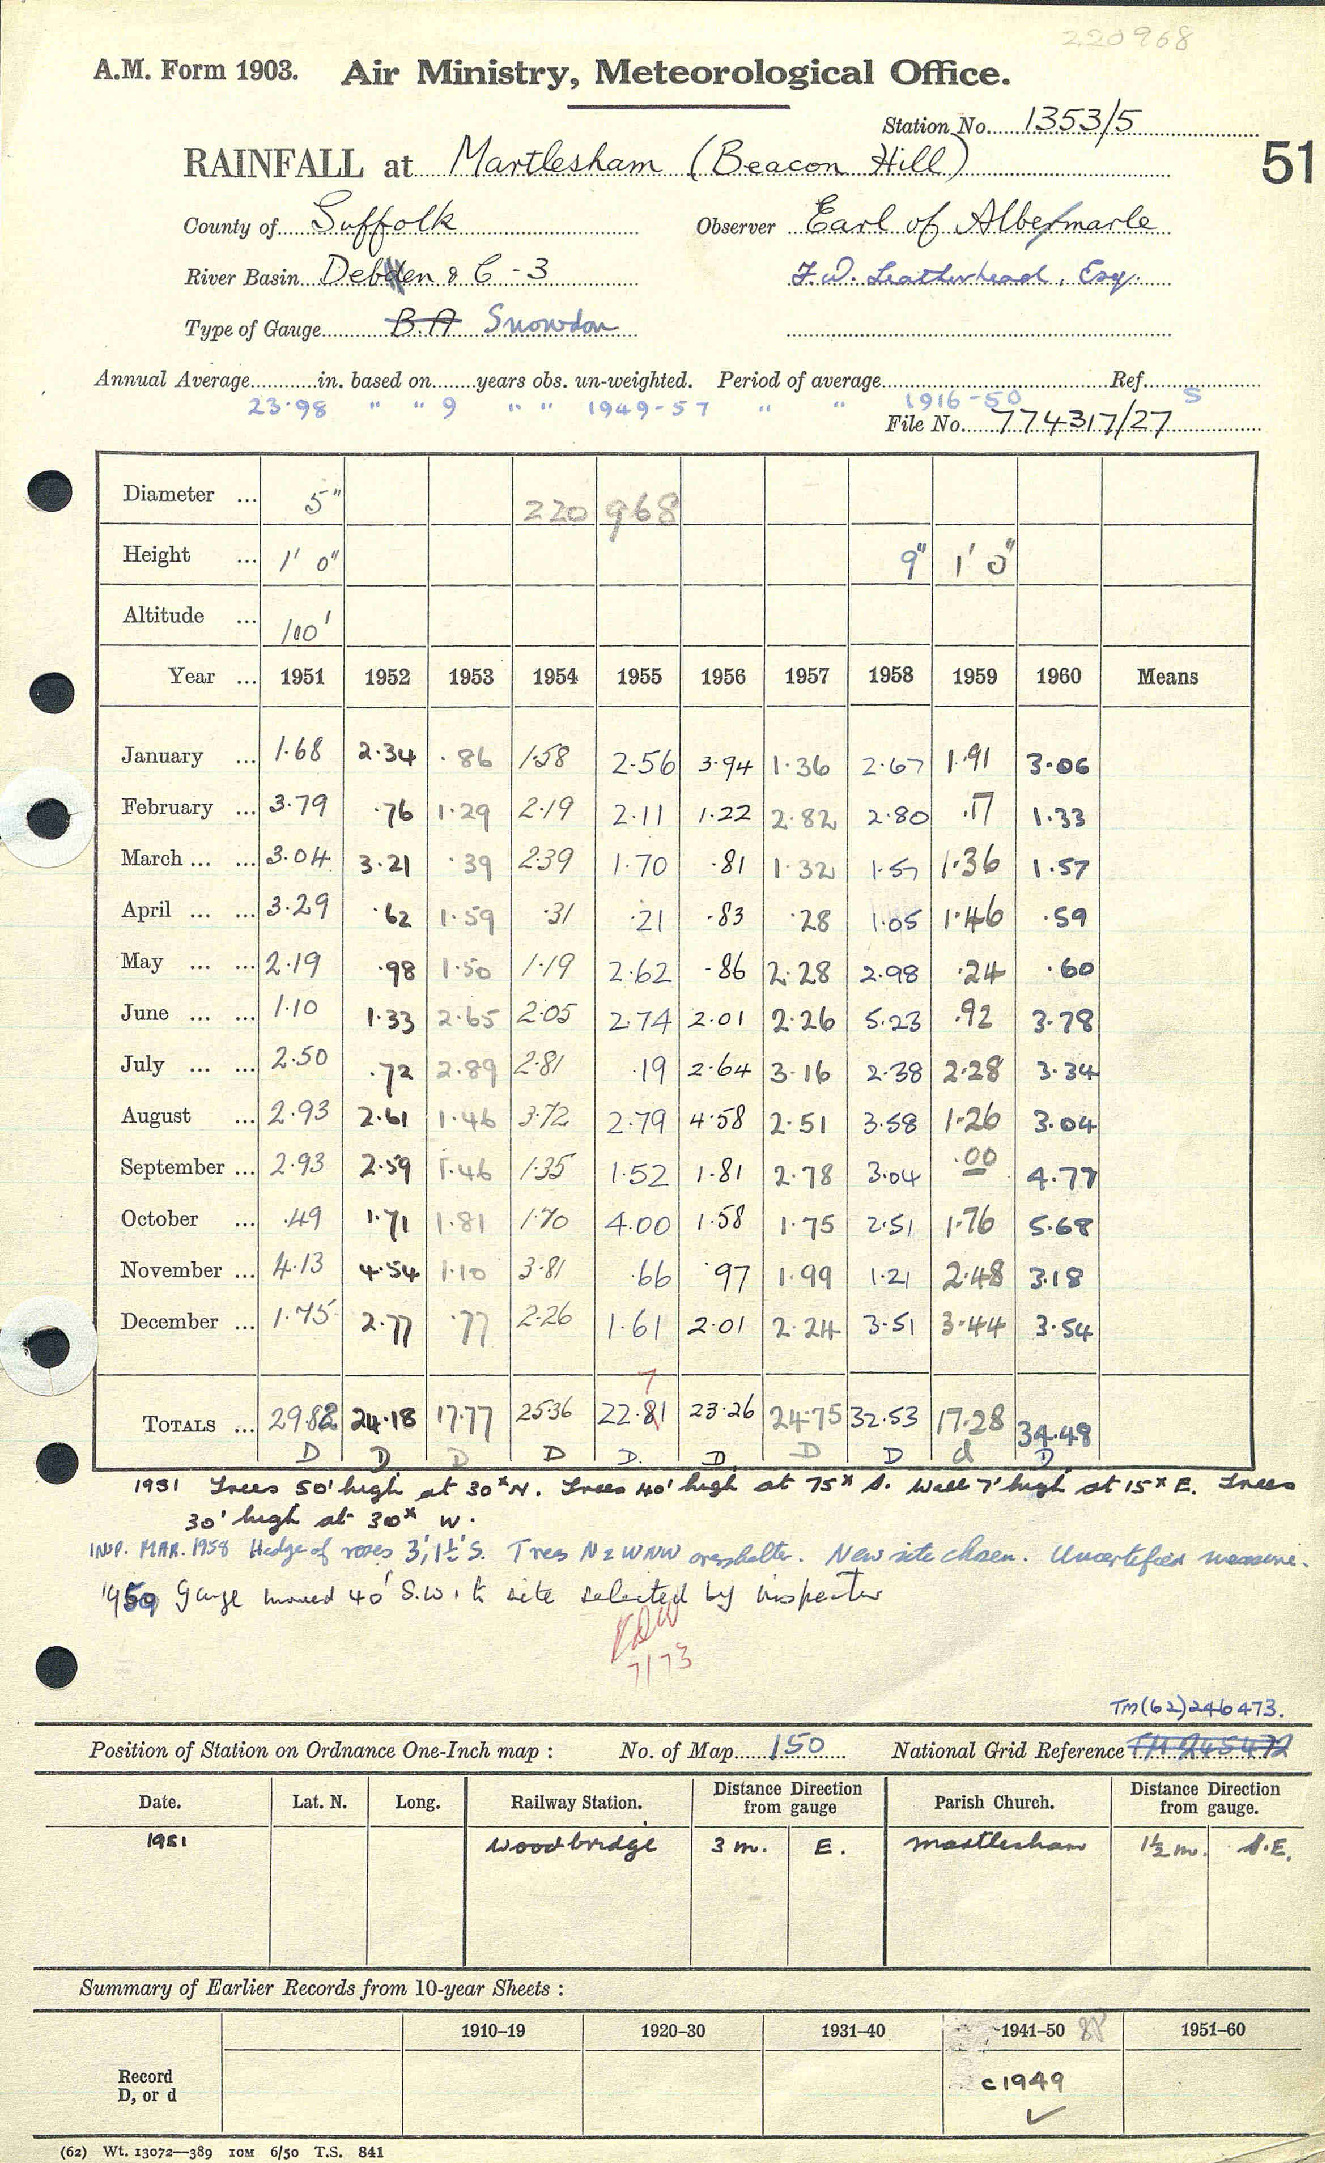 220968
A.M. Form 1903. Air Ministry, Meteorological Office.
Station No. 1353/5
RAINFALL at Martlesham (Beacon Hill)
51
County of Suffolk Observer Earl of Albermarle
River Basin Debden & C - 3 F.W. Leatherhead, Esq.
Type of Gauge B.A Snowdon
Annual Average in. based on years obs. un-weighted. Period of average Ref.
23·98 " " 9 " " 1949-57 " " 1916-50 S
File No. 774317/27
Diameter ... 5" 220 968
Height ... 1' 0" 9" 1' 0"
Altitude ... 100'
Year ... 1951 1952 1953 1954 1955 1956 1957 1958 1959 1960 Means
January ... 1·68 2·34 ·86 1·58 2·56 3·94 1·36 2·67 1·91 3·06
February ... 3·79 ·76 1·29 2·19 2·11 1·22 2·82 2·80 ·17 1·33
March ... ... 3·04 3·21 ·39 2·39 1·70 ·81 1·32 1·57 1·36 1·57
April ... ... 3·29 ·62 1·59 ·31 ·21 ·83 ·28 1·05 1·46 ·59
May ... ... 2·19 ·98 1·50 1·19 2·62 ·86 2·28 2·98 ·24 ·60
June ... ... 1·10 1·33 2·65 2·05 2·74 2·01 2·26 5·23 ·92 3·78
July ... ... 2·50 ·72 2·89 2·81 ·19 2·64 3·16 2·38 2·28 3·34
August ... 2·93 2·61 1·46 3·72 2·79 4·58 2·51 3·58 1·26 3·04
September ... 2·93 2·59 1·46 1·35 1·52 1·81 2·78 3·04 ·00 4·77
October ... ·49 1·71 1·81 1·70 4·00 1·58 1·75 2·51 1·76 5·68
November ... 4·13 4·54 1·10 3·81 ·66 ·97 1·99 1·21 2·48 3·18
December ... 1·75 2·77 ·77 2·26 1·61 2·01 2·24 3·51 3·44 3·54
7
TOTALS ... 29·82 24·18 17·77 25·36 22·81 23·26 24·75 32·53 17·28 34·48
D D D D D. D D D d D
1951 Trees 50' high at 30ˣ N. Trees 40' high at 75ˣ S. Wall 7' high at 15ˣ E. Trees
30' high at 30ˣ W.
INSP. MAR. 1958 Hedge of roses 3', 1½' S. Trees N & WNW overshelter. New site chosen. Uncertified measure.
1959 Gauge moved 40' S.W. to site selected by inspector
7/73
TM(62)246473.
Position of Station on Ordnance One-Inch map : No. of Map 150 National Grid Reference TM 245472
Date. Lat. N. Long. Railway Station. Distance from gauge Direction Parish Church. Distance from gauge. Direction
1951 Woodbridge 3 m. E. Martlesham 1½ m. S.E.
Summary of Earlier Records from 10-year Sheets :
1910–19 1920–30 1931–40 1941–50 1951–60
Record
D, or d
c1949
(62) Wt. 13072—389 10M 6/50 T.S. 841